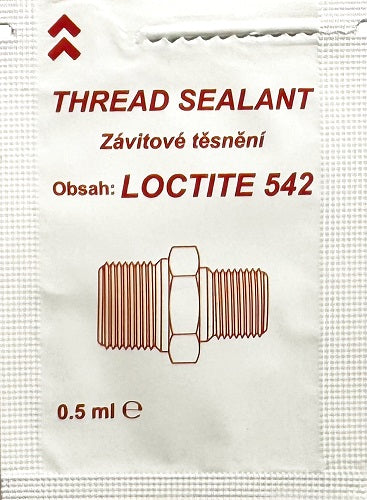 THREAD SEALANT
Závitové těsnění
Obsah: LOCTITE 542
0.5 ml ℮